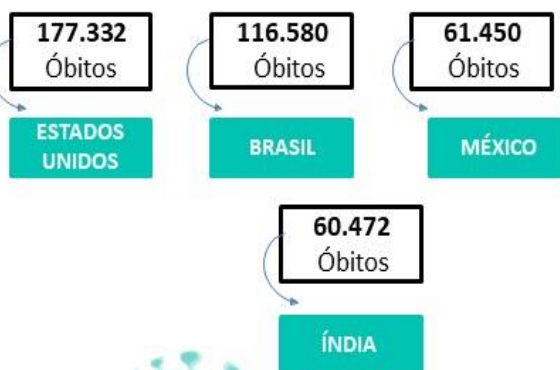 177.332
Óbitos
ESTADOS
UNIDOS
116.580
Óbitos
BRASIL
61.450
Óbitos
MÉXICO
60.472
Óbitos
ÍNDIA